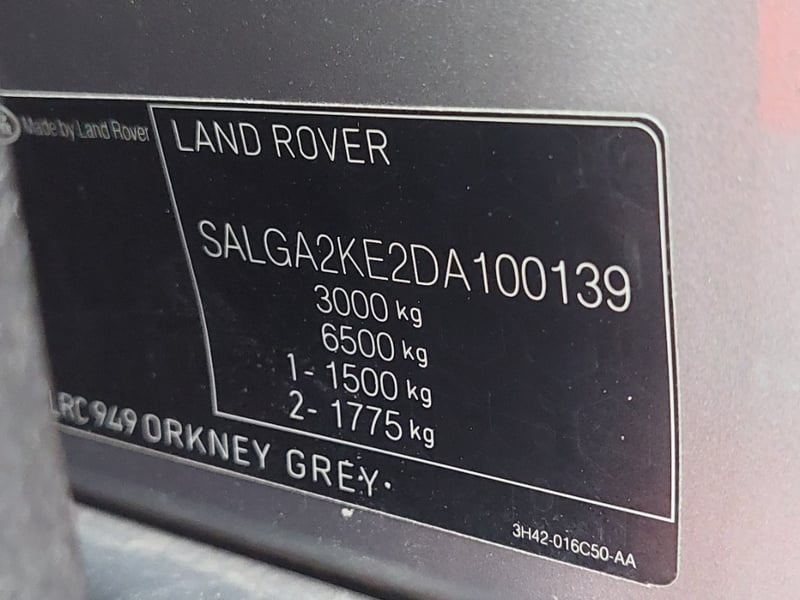 Made by Land Rover
LAND ROVER
SALGA2KE2DA100139
3000 kg
6500 kg
1- 1500 kg
2- 1775 kg
LRC949 ORKNEY GREY.
3H42-016C50-AA